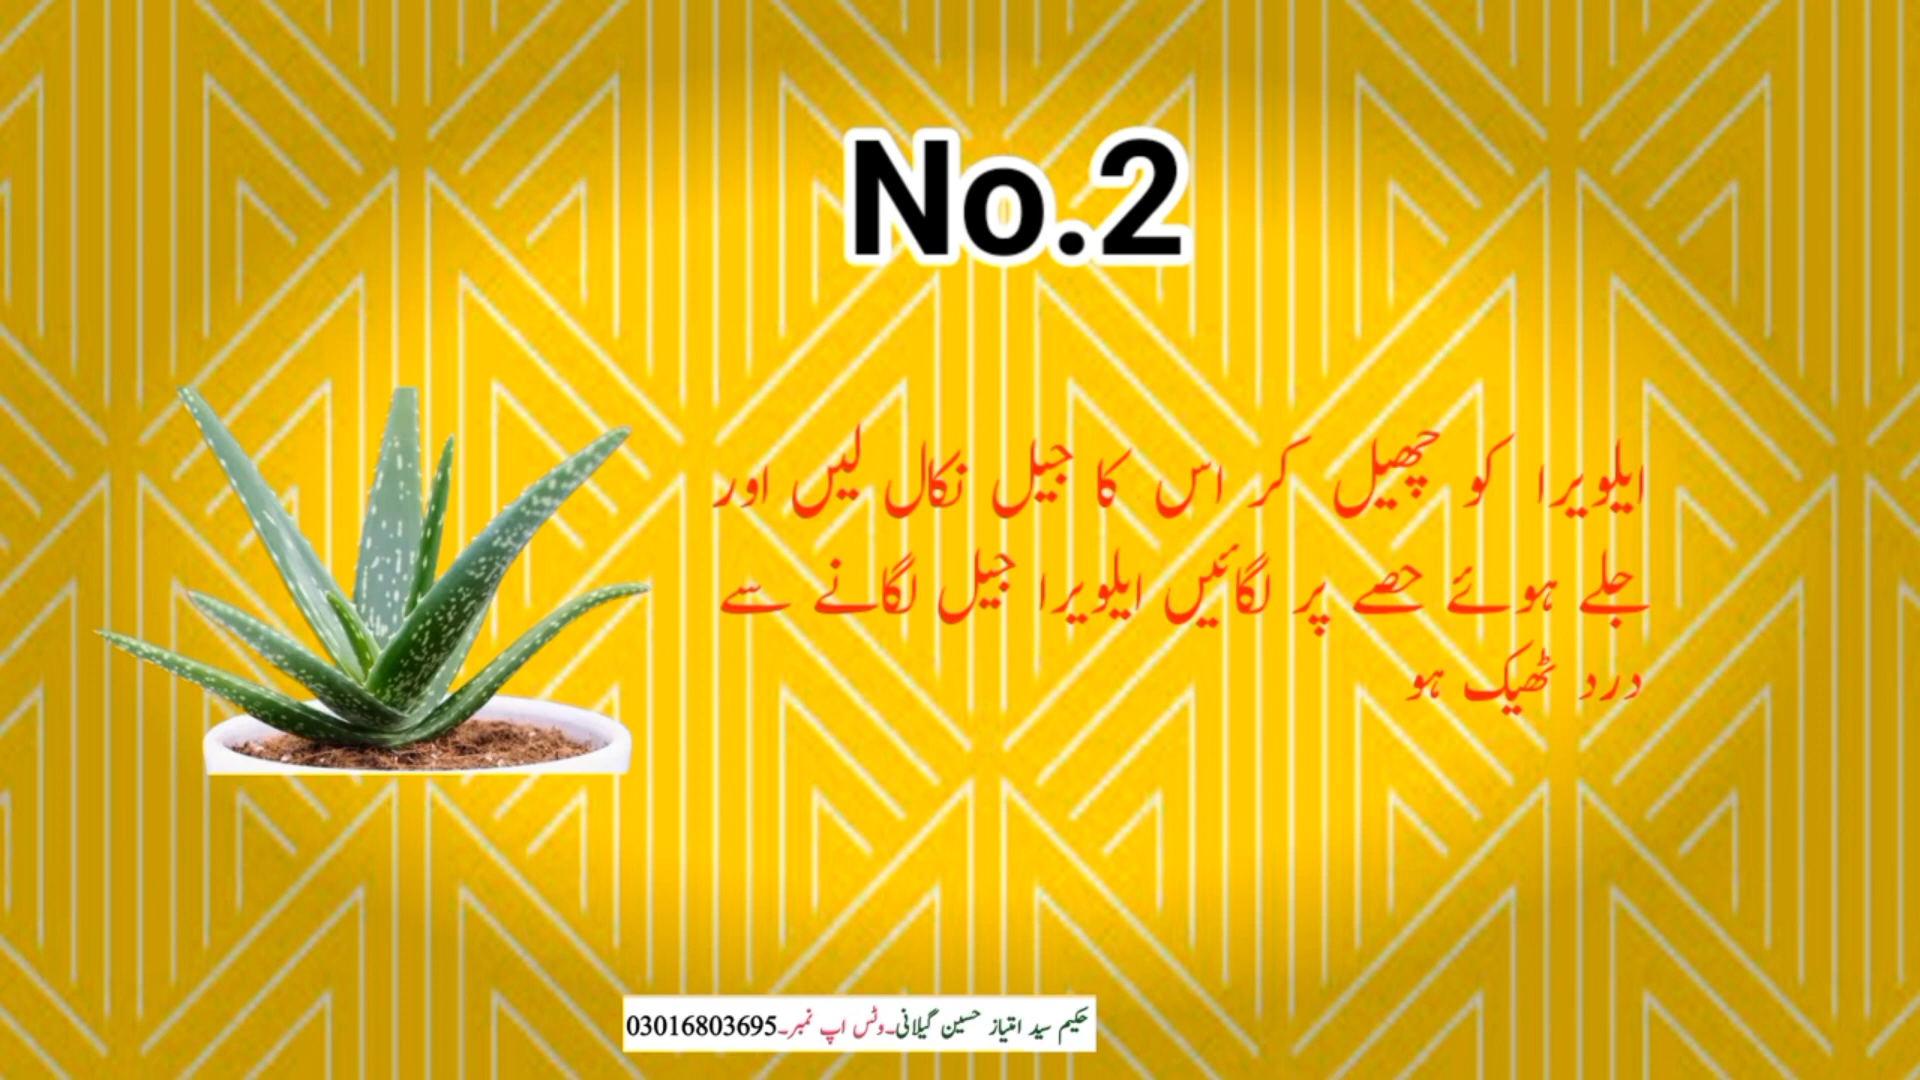 No.2
ایلویرا کو چھیل کر اس کا جیل نکال لیں اور
جلے ہوئے حصے پر لگائیں ایلویرا جیل لگانے سے
درد ٹھیک ہو
حکیم سید امتیاز حسین گیلانی۔وٹس اپ نمبر۔03016803695